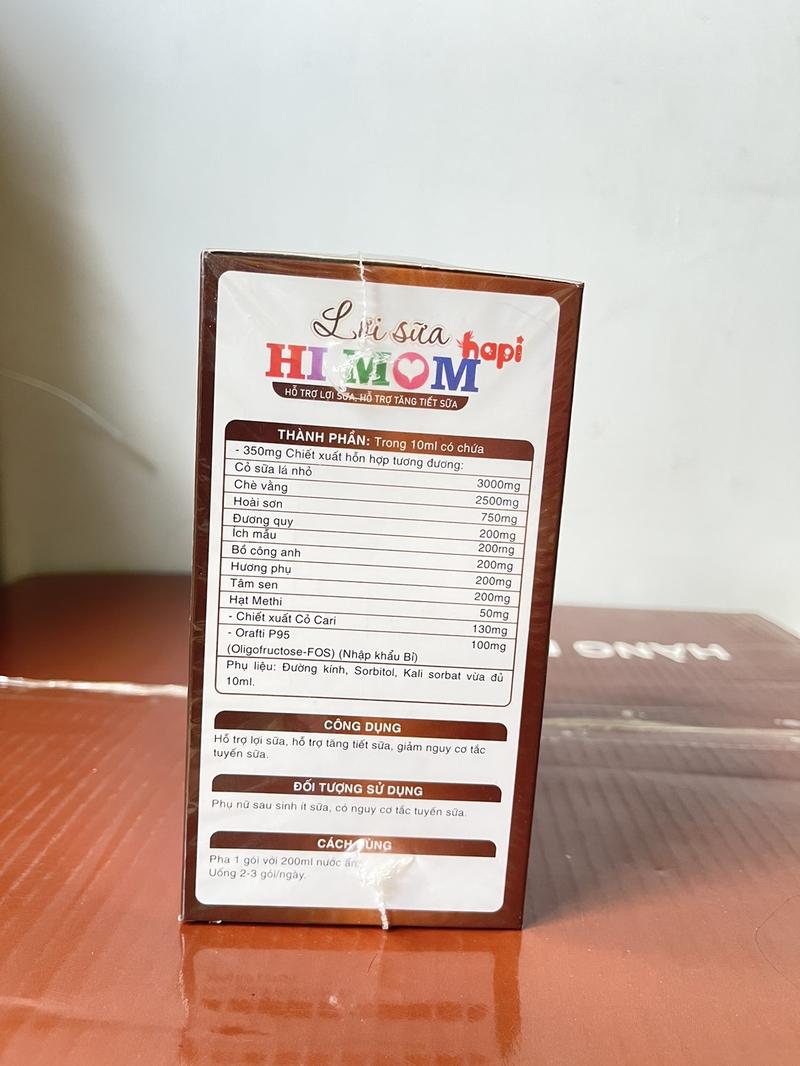 Lợi sữa
hapi
HI MOM
HỖ TRỢ LỢI SỮA, HỖ TRỢ TĂNG TIẾT SỮA
THÀNH PHẦN: Trong 10ml có chứa
- 350mg Chiết xuất hỗn hợp tương đương:
Cỏ sữa lá nhỏ 3000mg
Chè vằng 2500mg
Hoài sơn 750mg
Đương quy 200mg
Ích mẫu 200mg
Bồ công anh 200mg
Hương phụ 200mg
Tâm sen 200mg
Hạt Methi 50mg
- Chiết xuất Cỏ Cari 130mg
- Orafti P95 100mg
(Oligofructose-FOS) (Nhập khẩu Bỉ)
Phụ liệu: Đường kính, Sorbitol, Kali sorbat vừa đủ
10ml.
CÔNG DỤNG
Hỗ trợ lợi sữa, hỗ trợ tăng tiết sữa, giảm nguy cơ tắc
tuyến sữa.
ĐỐI TƯỢNG SỬ DỤNG
Phụ nữ sau sinh ít sữa, có nguy cơ tắc tuyến sữa.
CÁCH DÙNG
Pha 1 gói với 200ml nước ấm.
Uống 2-3 gói/ngày.
HÀNG